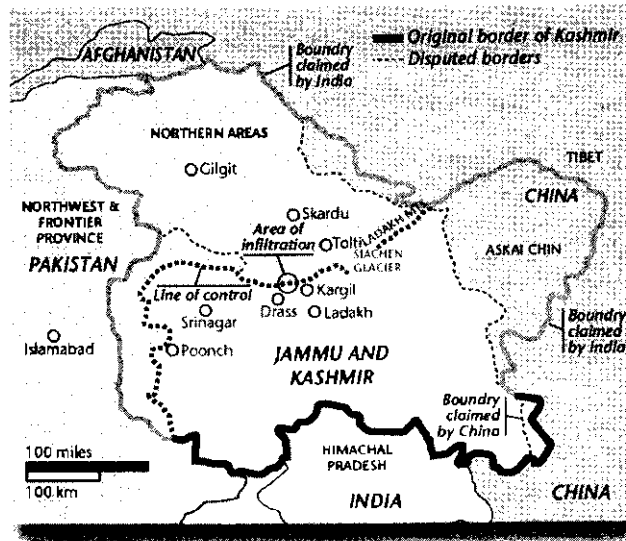 AFGHANISTAN
Boundry
claimed
by India
Original border of Kashmir
Disputed borders
NORTHERN AREAS
Gilgit
TIBET
CHINA
NORTHWEST &
FRONTIER
PROVINCE
PAKISTAN
Skardu
Area of
infiltration
Tolti
LADAKH
SIACHEN
GLACIER
ASKAI CHIN
Line of control
Kargil
Drass
Ladakh
Srinagar
Islamabad
Poonch
JAMMU AND
KASHMIR
Boundry
claimed
by India
Boundry
claimed
by China
100 miles
100 km
HIMACHAL
PRADESH
INDIA
CHINA